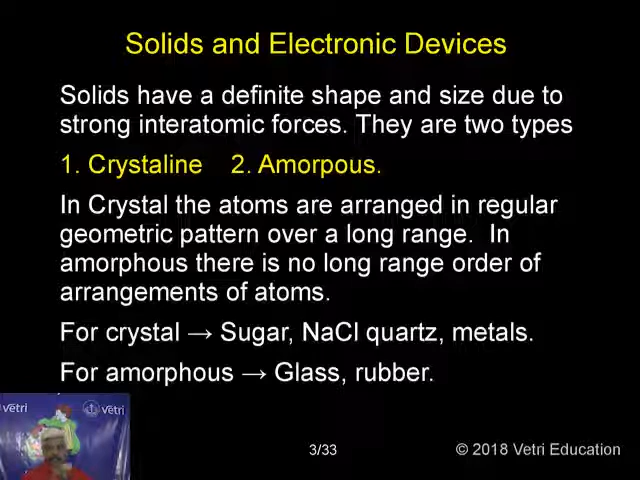 Solids and Electronic Devices
Solids have a definite shape and size due to
strong interatomic forces. They are two types
1. Crystaline 2. Amorpous.
In Crystal the atoms are arranged in regular
geometric pattern over a long range. In
amorphous there is no long range order of
arrangements of atoms.
For crystal → Sugar, NaCl quartz, metals.
For amorphous → Glass, rubber.
Vetri
Vetri
3/33
© 2018 Vetri Education